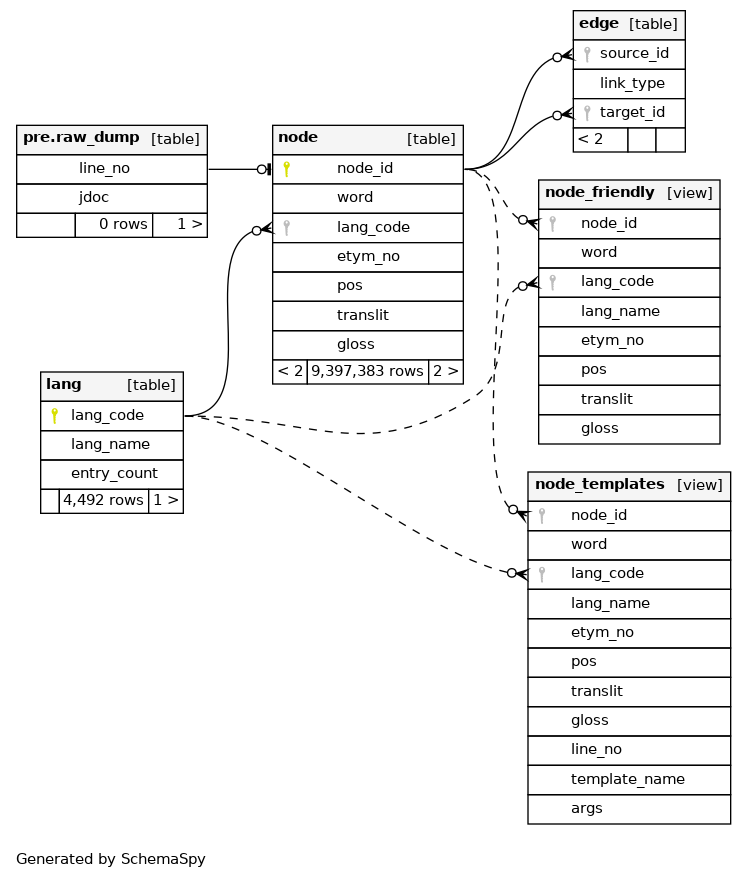 edge [table]
source_id
link_type
target_id
< 2
pre.raw_dump [table]
line_no
jdoc
0 rows 1 >
node [table]
node_id
word
lang_code
etym_no
pos
translit
gloss
< 2 9,397,383 rows 2 >
node_friendly [view]
node_id
word
lang_code
lang_name
etym_no
pos
translit
gloss
lang [table]
lang_code
lang_name
entry_count
4,492 rows 1 >
node_templates [view]
node_id
word
lang_code
lang_name
etym_no
pos
translit
gloss
line_no
template_name
args
Generated by SchemaSpy